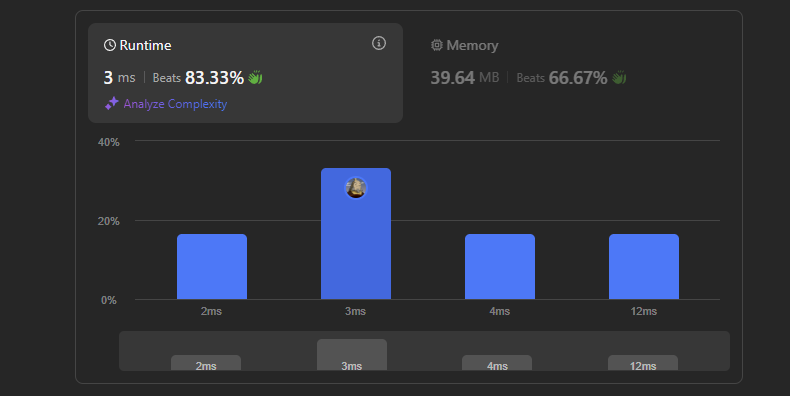 Runtime
3 ms | Beats 83.33%
Analyze Complexity
Memory
39.64 MB | Beats 66.67%
40%
20%
0%
2ms 3ms 4ms 12ms
2ms 3ms 4ms 12ms